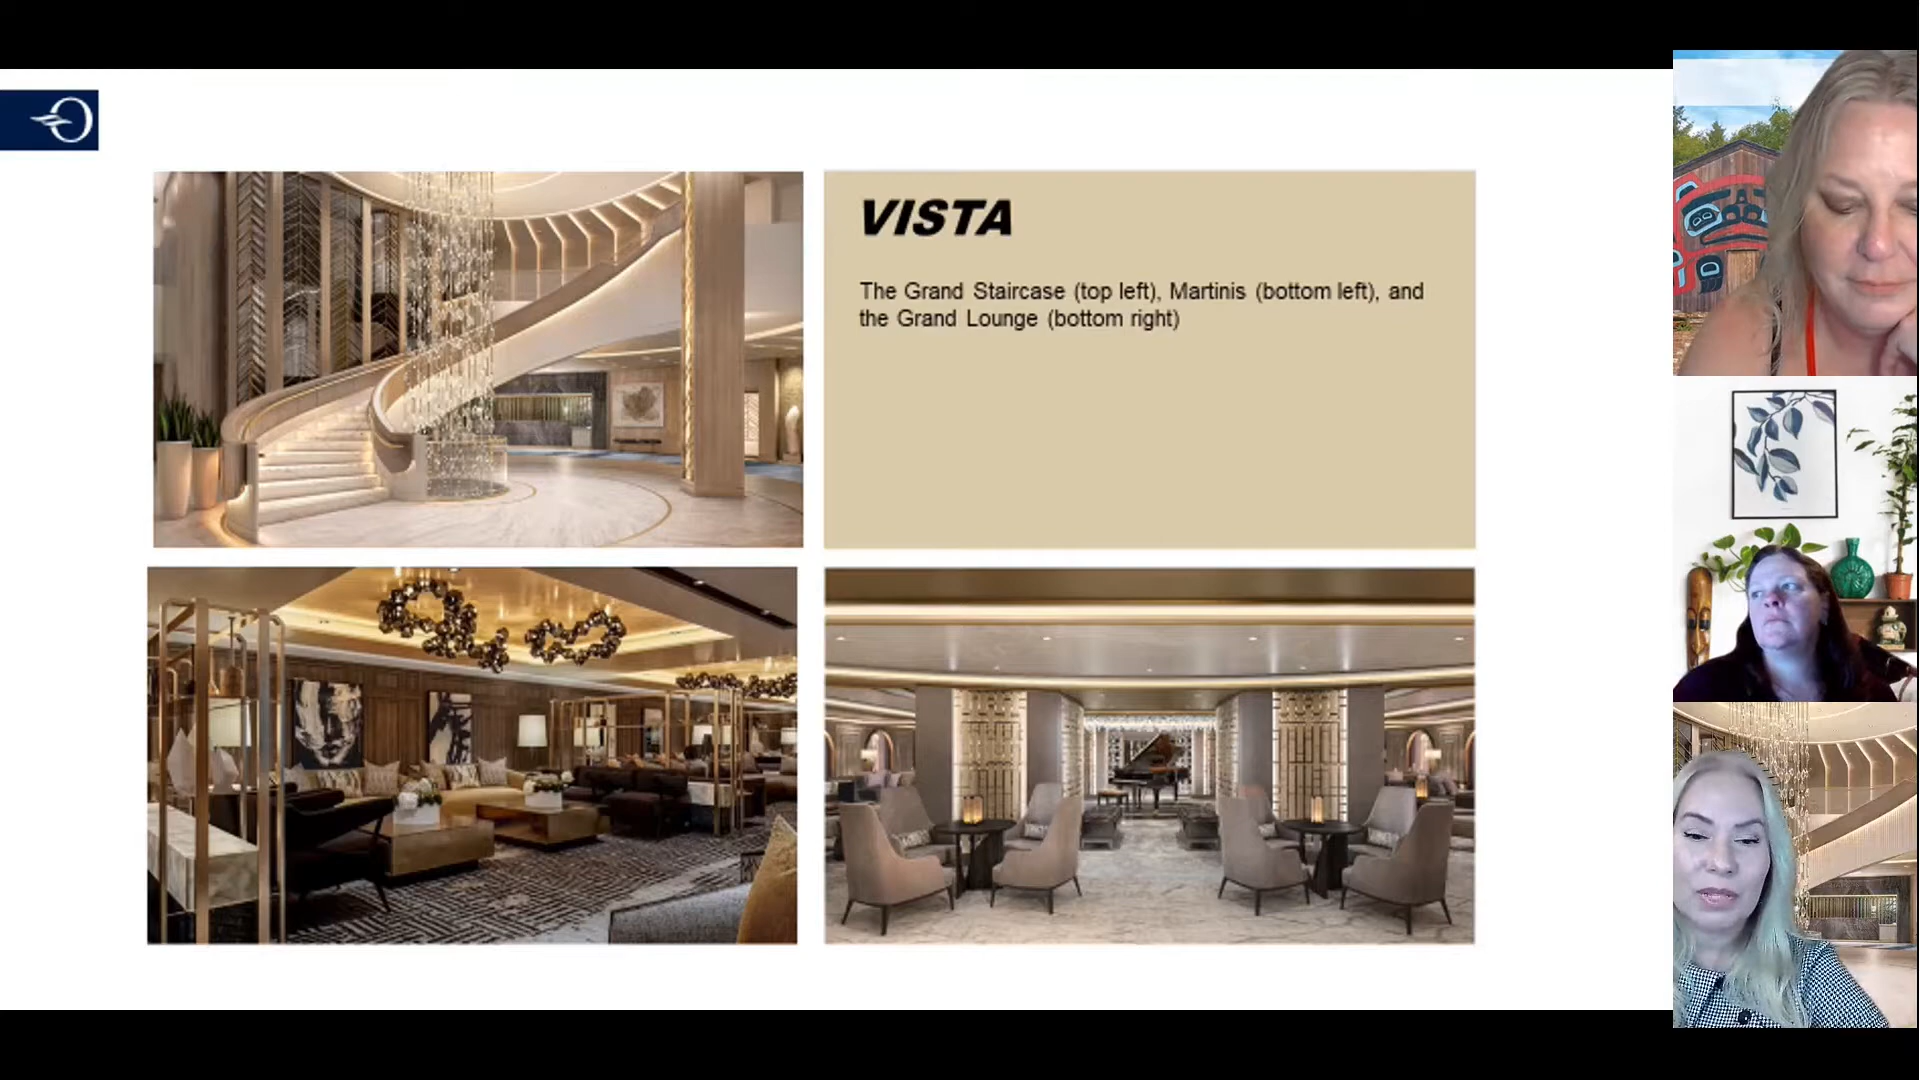 VISTA
The Grand Staircase (top left), Martinis (bottom left), and
the Grand Lounge (bottom right)